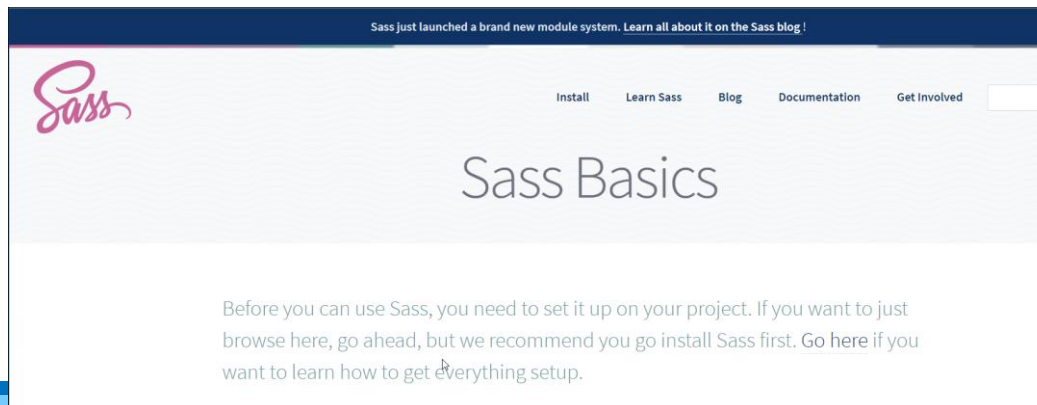 Sass just launched a brand new module system. Learn all about it on the Sass blog !
Sass
Install Learn Sass Blog Documentation Get Involved
Sass Basics
Before you can use Sass, you need to set it up on your project. If you want to just
browse here, go ahead, but we recommend you go install Sass first. Go here if you
want to learn how to get everything setup.